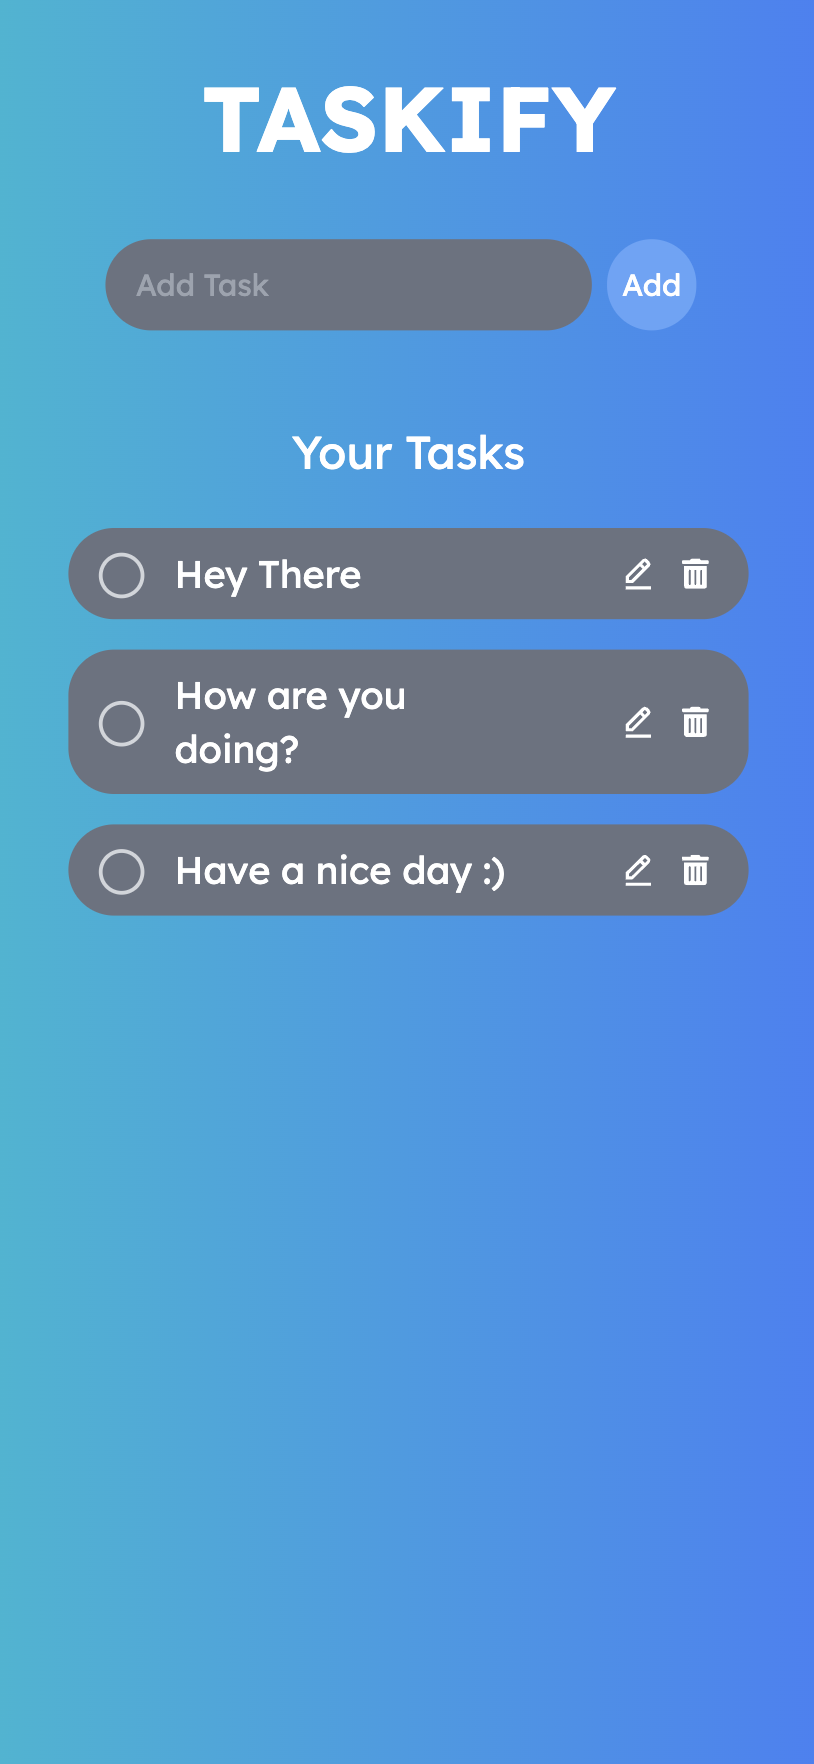 TASKIFY
Add Task
Add
Your Tasks
Hey There
How are you
doing?
Have a nice day :)